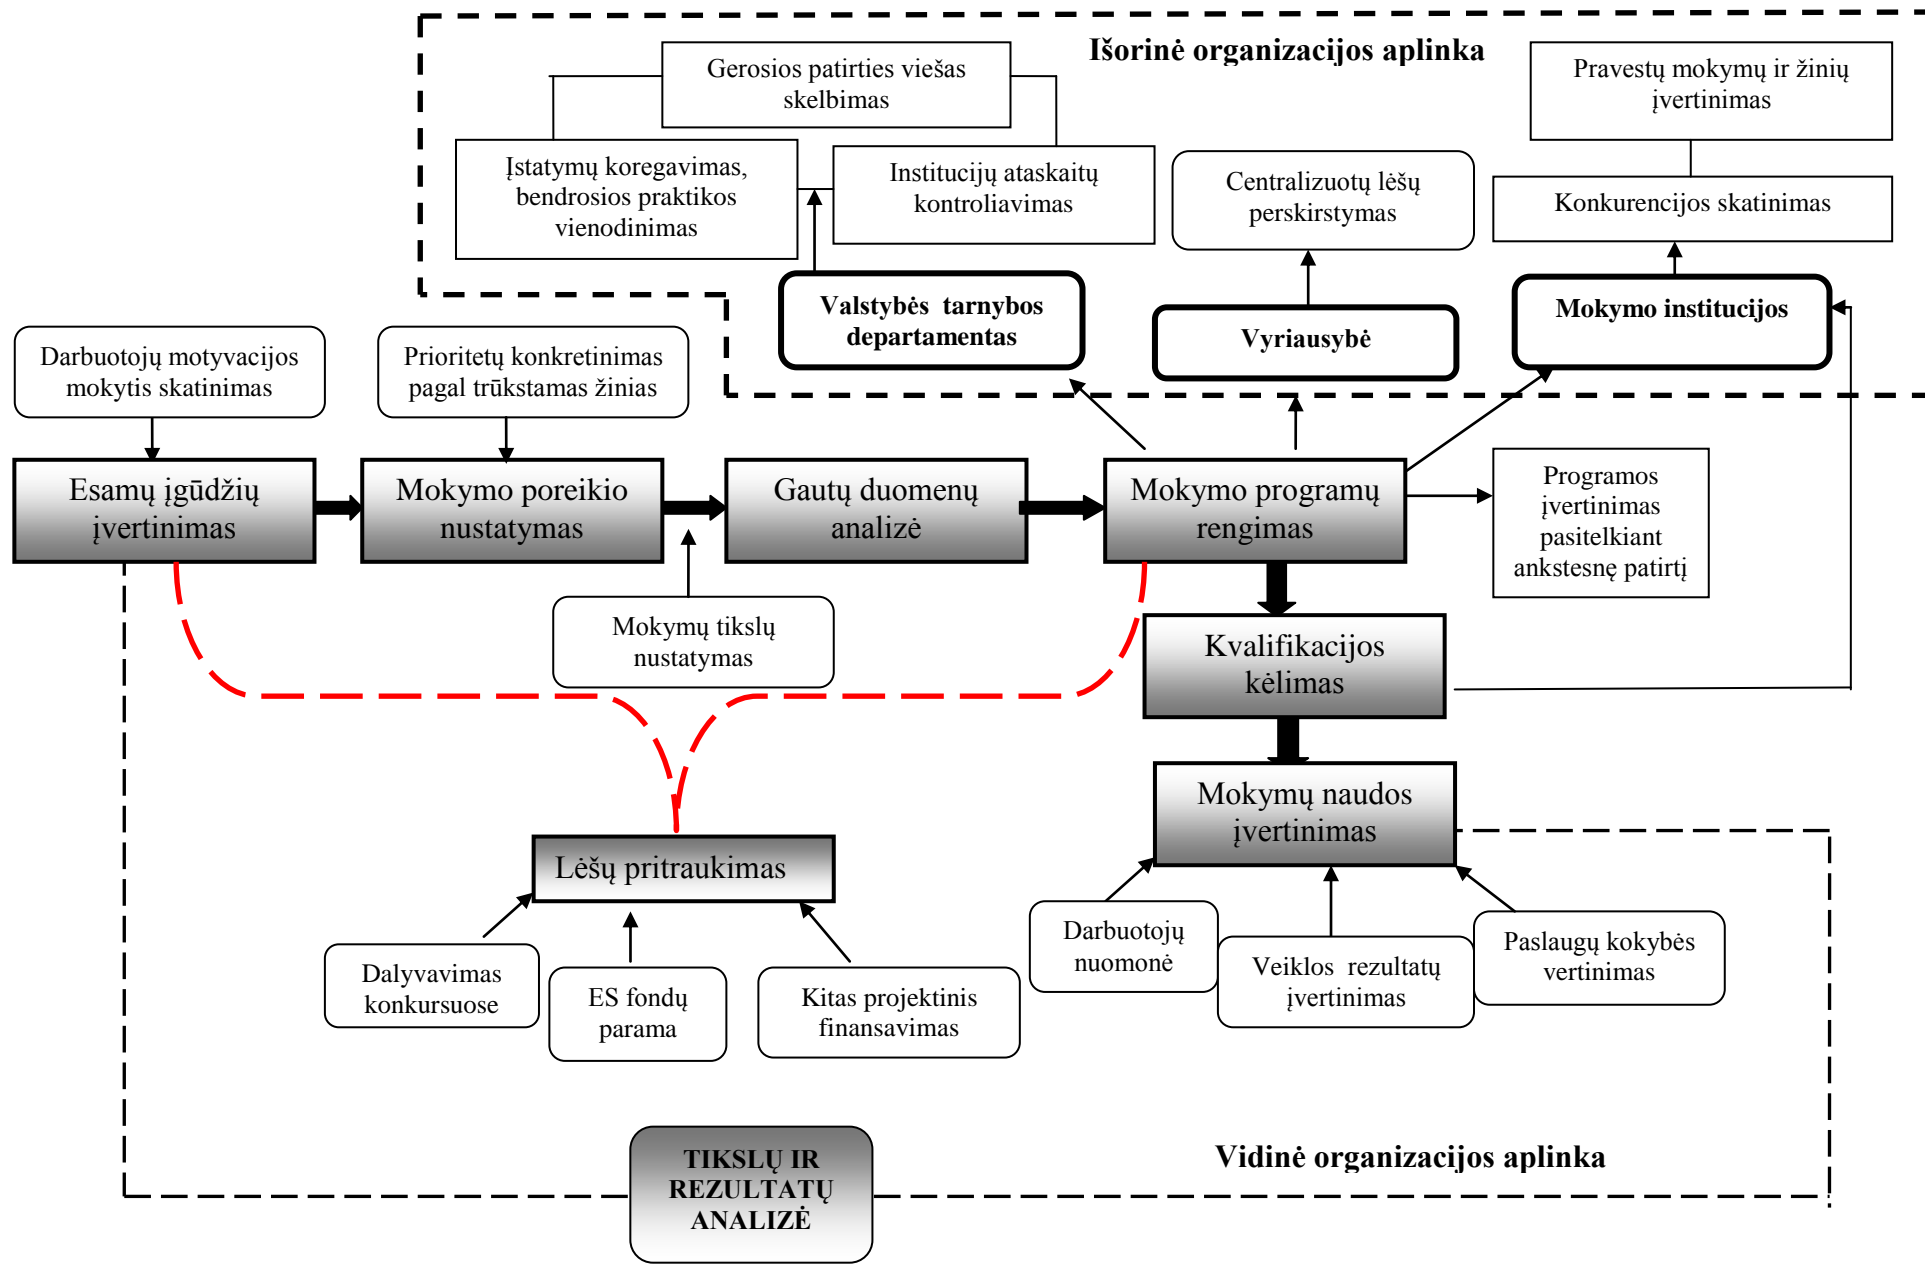 Išorinė organizacijos aplinka
Gerosios patirties viešas
skelbimas
Pravestų mokymų ir žinių
įvertinimas
Įstatymų koregavimas,
bendrosios praktikos
vienodinimas
Institucijų ataskaitų
kontroliavimas
Centralizuotų lėšų
perskirstymas
Konkurencijos skatinimas
Valstybės tarnybos
departamentas
Vyriausybė
Mokymo institucijos
Darbuotojų motyvacijos
mokytis skatinimas
Prioritetų konkretinimas
pagal trūkstamas žinias
Esamų įgūdžių
įvertinimas
Mokymo poreikio
nustatymas
Gautų duomenų
analizė
Mokymo programų
rengimas
Programos
įvertinimas
pasitelkiant
ankstesnę patirtį
Mokymų tikslų
nustatymas
Kvalifikacijos
kėlimas
Mokymų naudos
įvertinimas
Lėšų pritraukimas
Dalyvavimas
konkursuose
ES fondų
parama
Kitas projektinis
finansavimas
Darbuotojų
nuomonė
Veiklos rezultatų
įvertinimas
Paslaugų kokybės
vertinimas
TIKSLŲ IR
REZULTATŲ
ANALIZĖ
Vidinė organizacijos aplinka